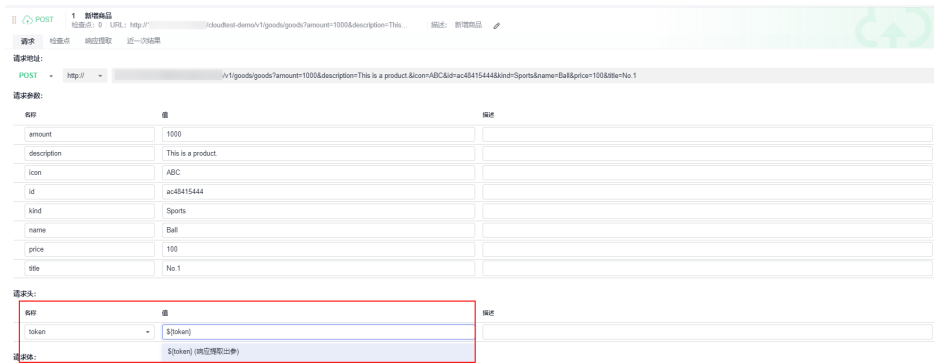 POST
1 新增商品
检查点: 0 URL: http:// /cloudtest-demo/v1/goods/goods?amount=1000&description=This... 描述: 新增商品
请求 检查点 响应提取 近一次结果
请求地址:
POST http:// /v1/goods/goods?amount=1000&description=This is a product.&icon=ABC&id=ac48415444&kind=Sports&name=Ball&price=100&title=No.1
请求参数:
名称 值 描述
amount 1000
description This is a product.
icon ABC
id ac48415444
kind Sports
name Ball
price 100
title No.1
请求头:
名称 值 描述
token ${token}
${token} (响应提取出参)
请求体: